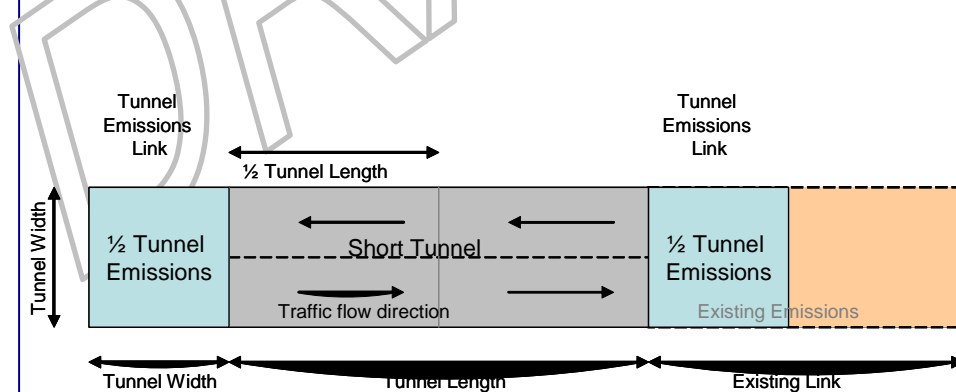 Tunnel
Emissions
Link
Tunnel
Emissions
Link
½ Tunnel Length
Tunnel Width
½ Tunnel
Emissions
Short Tunnel
½ Tunnel
Emissions
Traffic flow direction
Existing Emissions
Tunnel Width
Tunnel Length
Existing Link